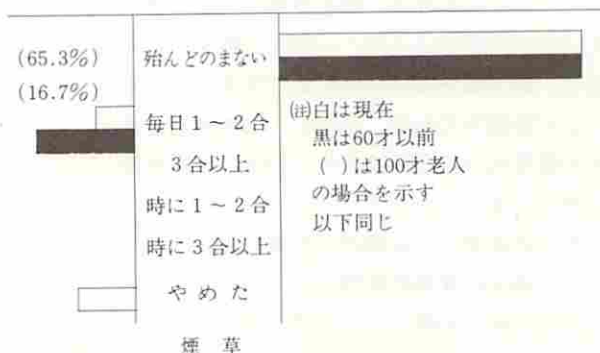 (65.3%)
殆んどのまない
(16.7%)
毎日1～2合
3合以上
時に1～2合
時に3合以上
やめた
(注)白は現在
黒は60才以前
( )は100才老人
の場合を示す
以下同じ
煙草